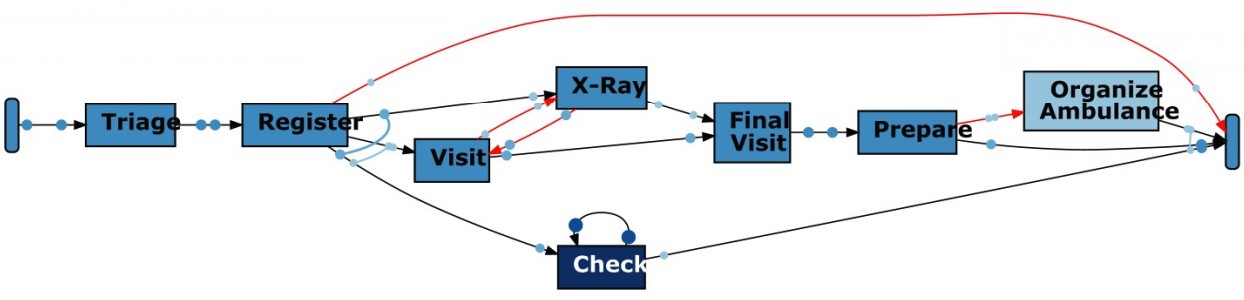 Triage
Register
X-Ray
Visit
Final
Visit
Prepare
Organize
Ambulance
Check